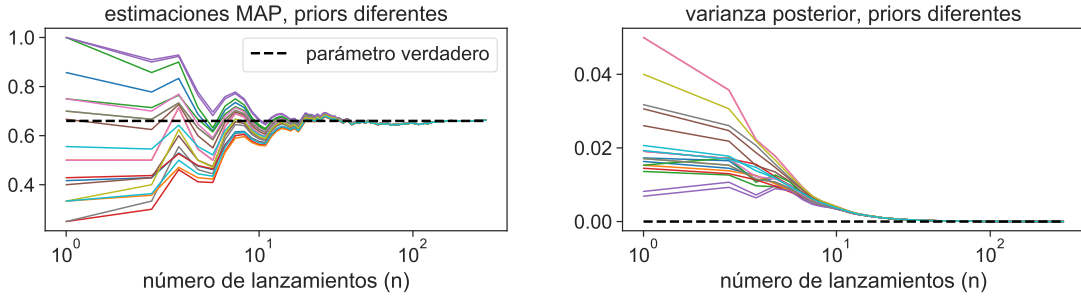 estimaciones MAP, priors diferentes
1.0
0.8
0.6
0.4
parámetro verdadero
10^0
10^1
10^2
número de lanzamientos (n)
varianza posterior, priors diferentes
0.04
0.02
0.00
10^0
10^1
10^2
número de lanzamientos (n)